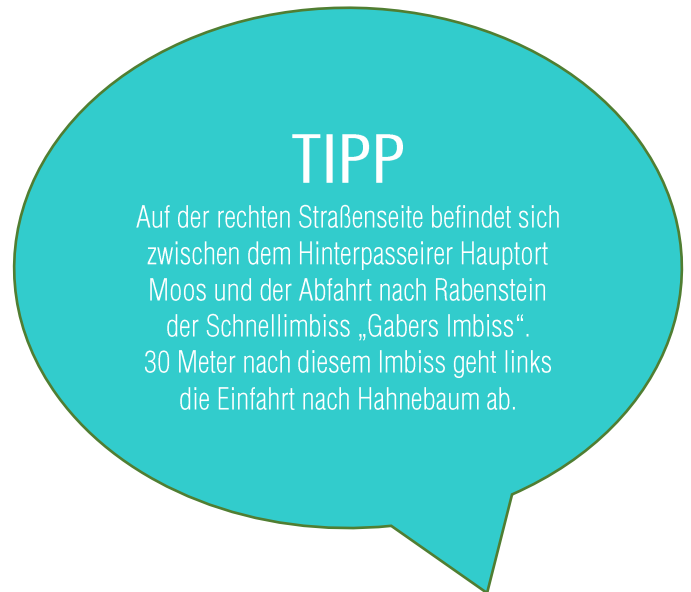 TIPP
Auf der rechten Straßenseite befindet sich
zwischen dem Hinterpasseirer Hauptort
Moos und der Abfahrt nach Rabenstein
der Schnellimbiss „Gabers Imbiss“.
30 Meter nach diesem Imbiss geht links
die Einfahrt nach Hahnebaum ab.